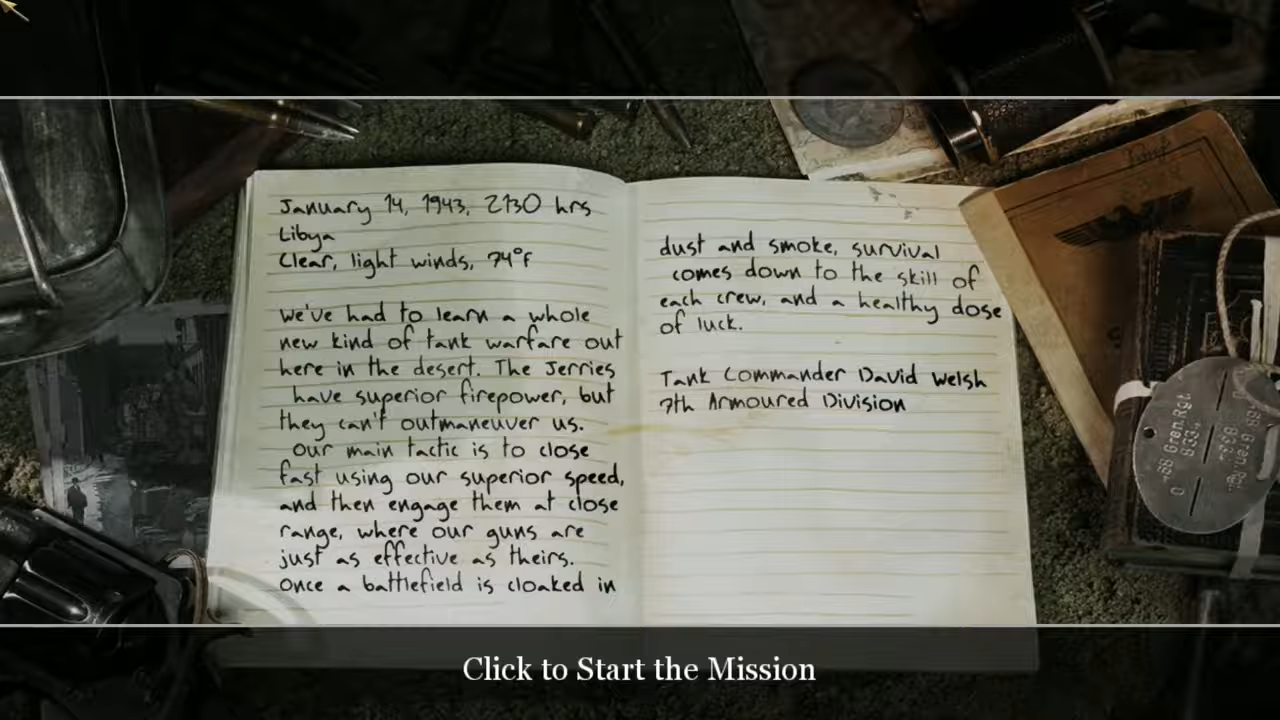 January 14, 1943, 2130 hrs
Libya
Clear, light winds, 74°F
We've had to learn a whole
new kind of tank warfare out
here in the desert. The Jerries
have superior firepower, but
they can't outmaneuver us.
Our main tactic is to close
fast using our superior speed,
and then engage them at close
range, where our guns are
just as effective as theirs.
Once a battlefield is cloaked in
dust and smoke, survival
comes down to the skill of
each crew, and a healthy dose
of luck.
Tank Commander David Welsh
7th Armoured Division
Gren.Rgt.
Click to Start the Mission